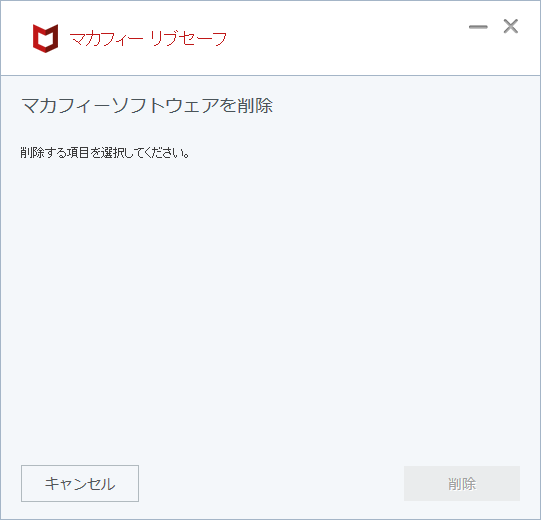 マカフィー リブセーフ
マカフィーソフトウェアを削除
削除する項目を選択してください。
キャンセル
削除